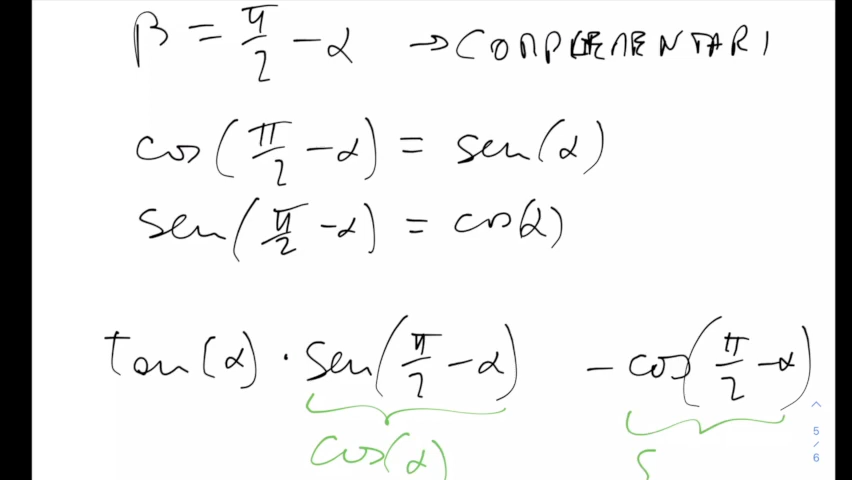 β = π/2 - α → COMPLEMENTARI
cos(π/2 - α) = sen(α)
sen(π/2 - α) = cos(α)
tan(α) · sen(π/2 - α) - cos(π/2 - α)
cos(α) S
5
/
6